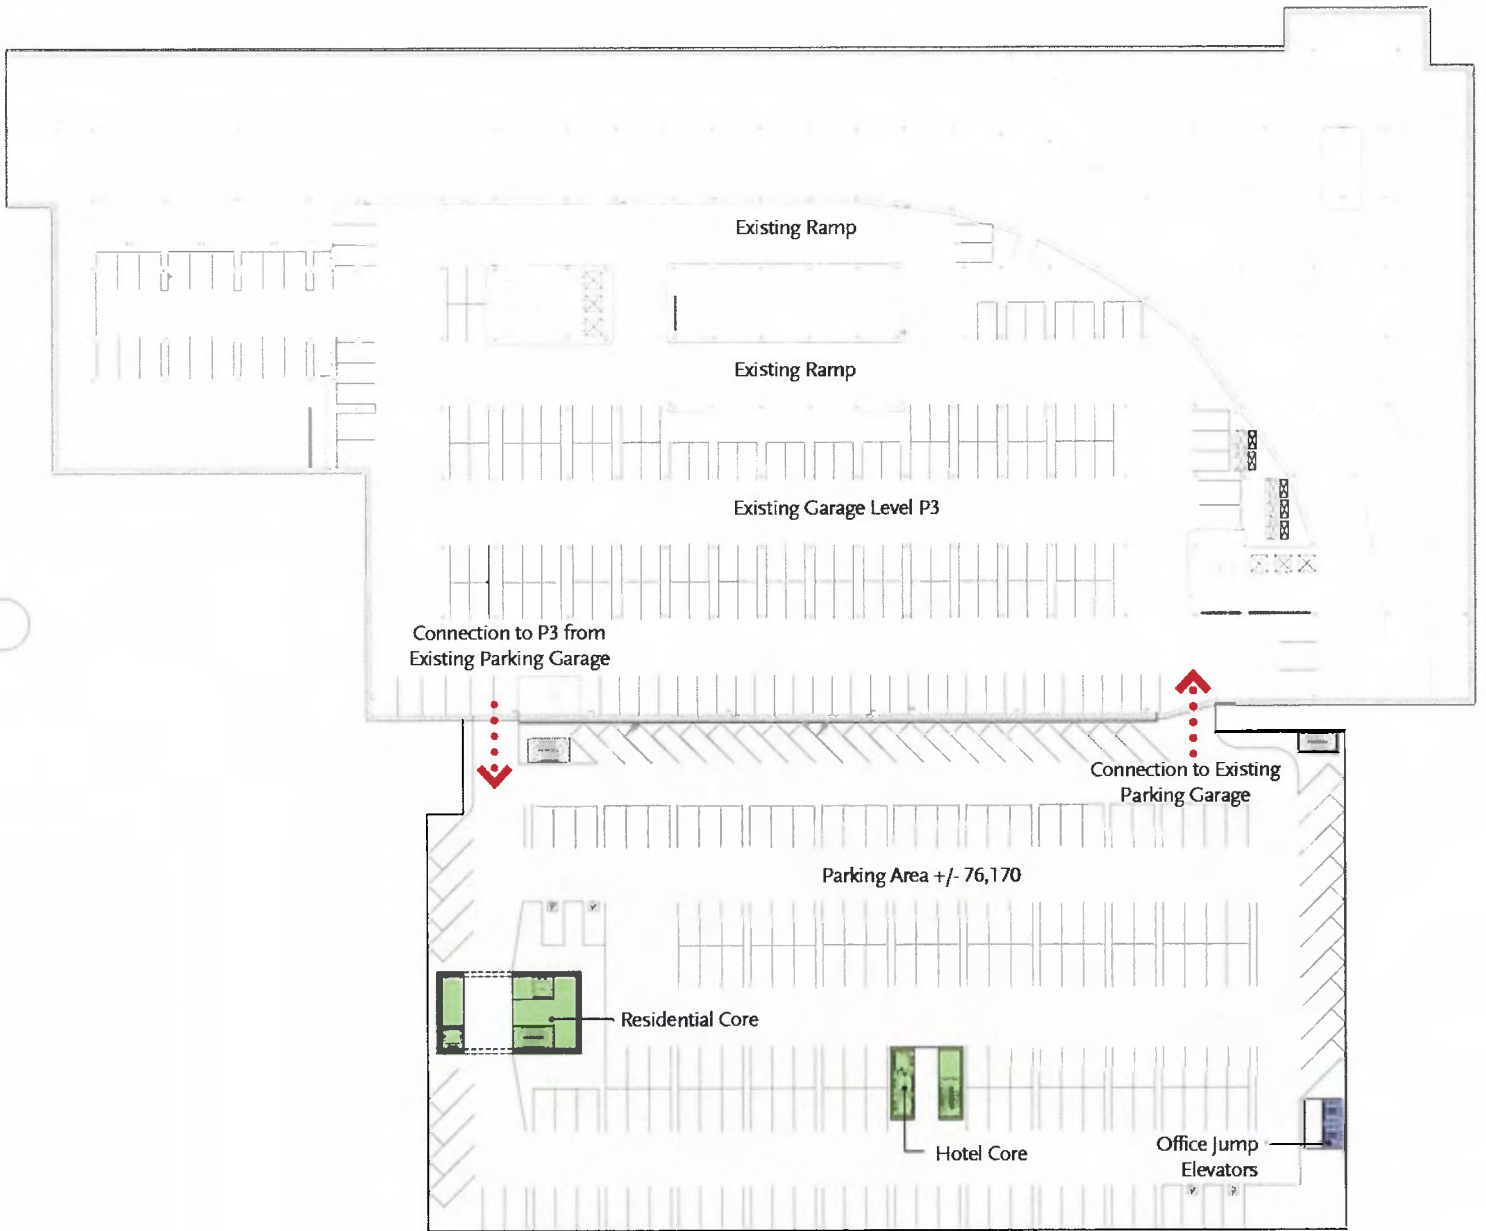 Existing Ramp
Existing Ramp
Existing Garage Level P3
Connection to P3 from
Existing Parking Garage
Connection to Existing
Parking Garage
Parking Area +/- 76,170
Residential Core
Hotel Core
Office Jump
Elevators